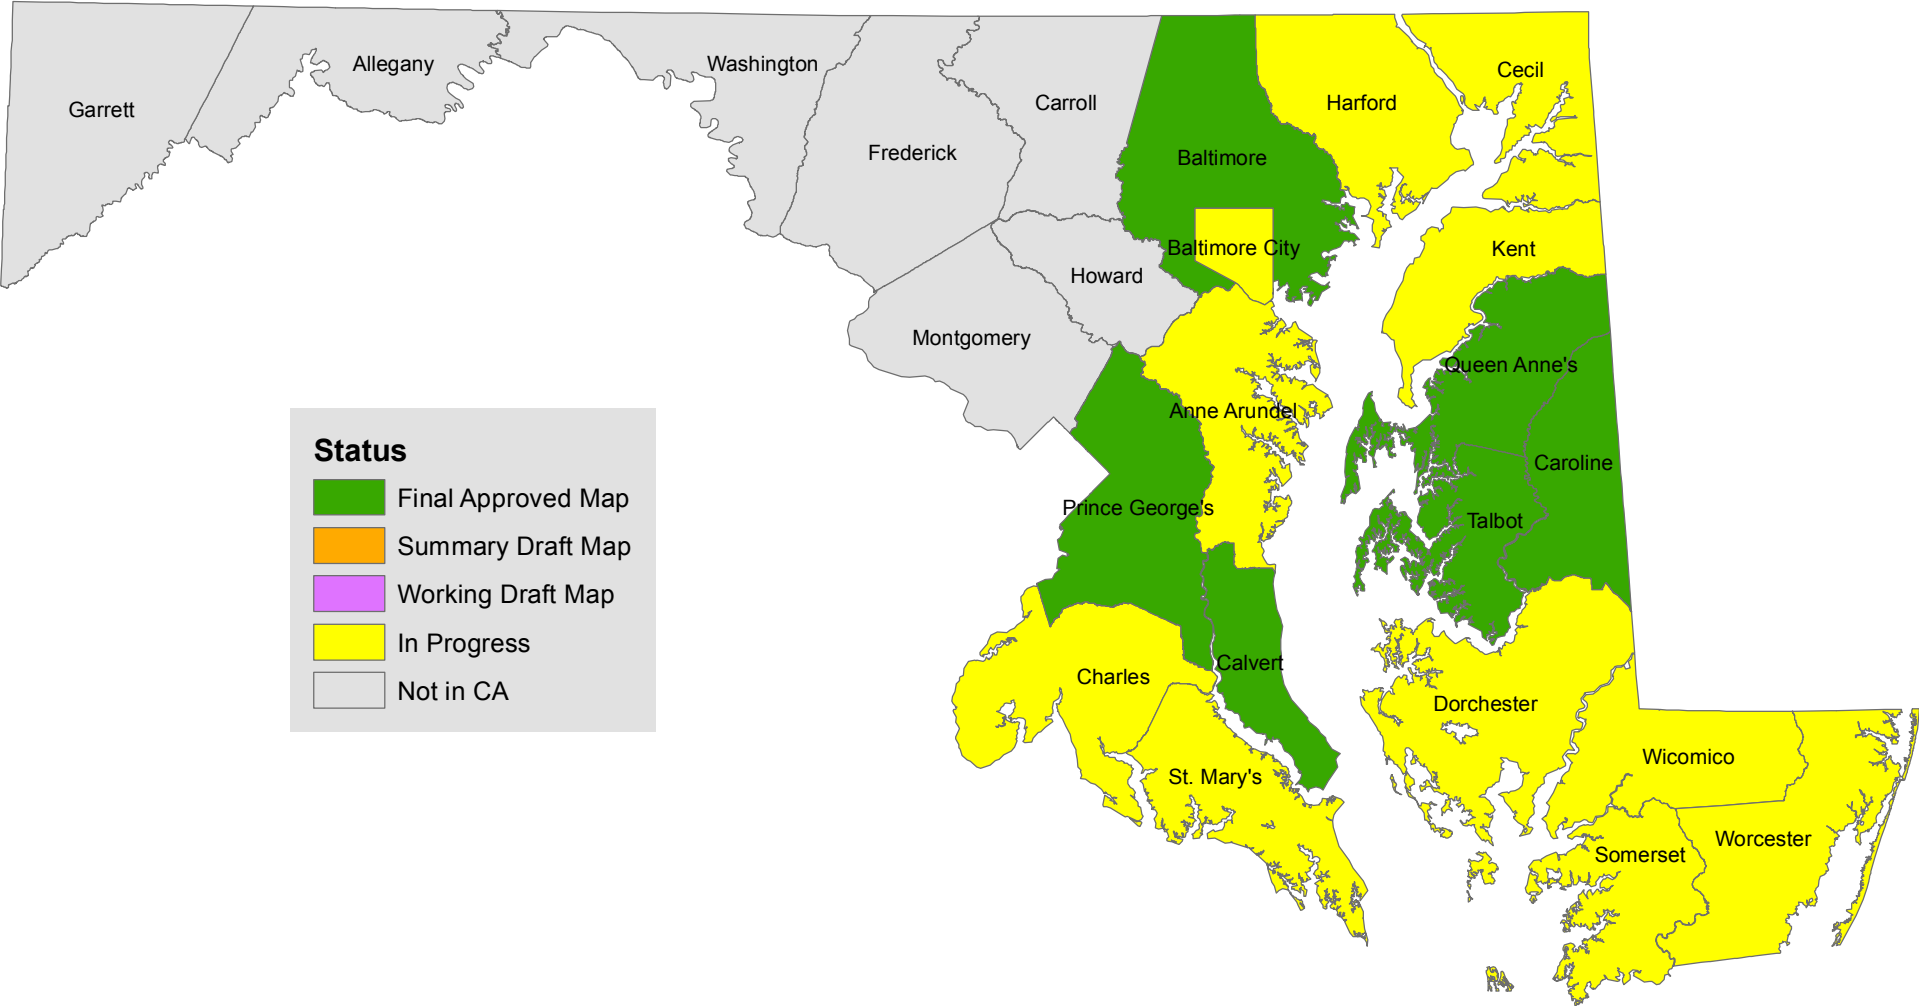 Garrett
Allegany
Washington
Frederick
Carroll
Baltimore
Harford
Cecil
Baltimore City
Kent
Howard
Montgomery
Queen Anne's
Anne Arundel
Caroline
Prince George's
Talbot
Calvert
Charles
Dorchester
St. Mary's
Wicomico
Worcester
Somerset
Status
Final Approved Map
Summary Draft Map
Working Draft Map
In Progress
Not in CA